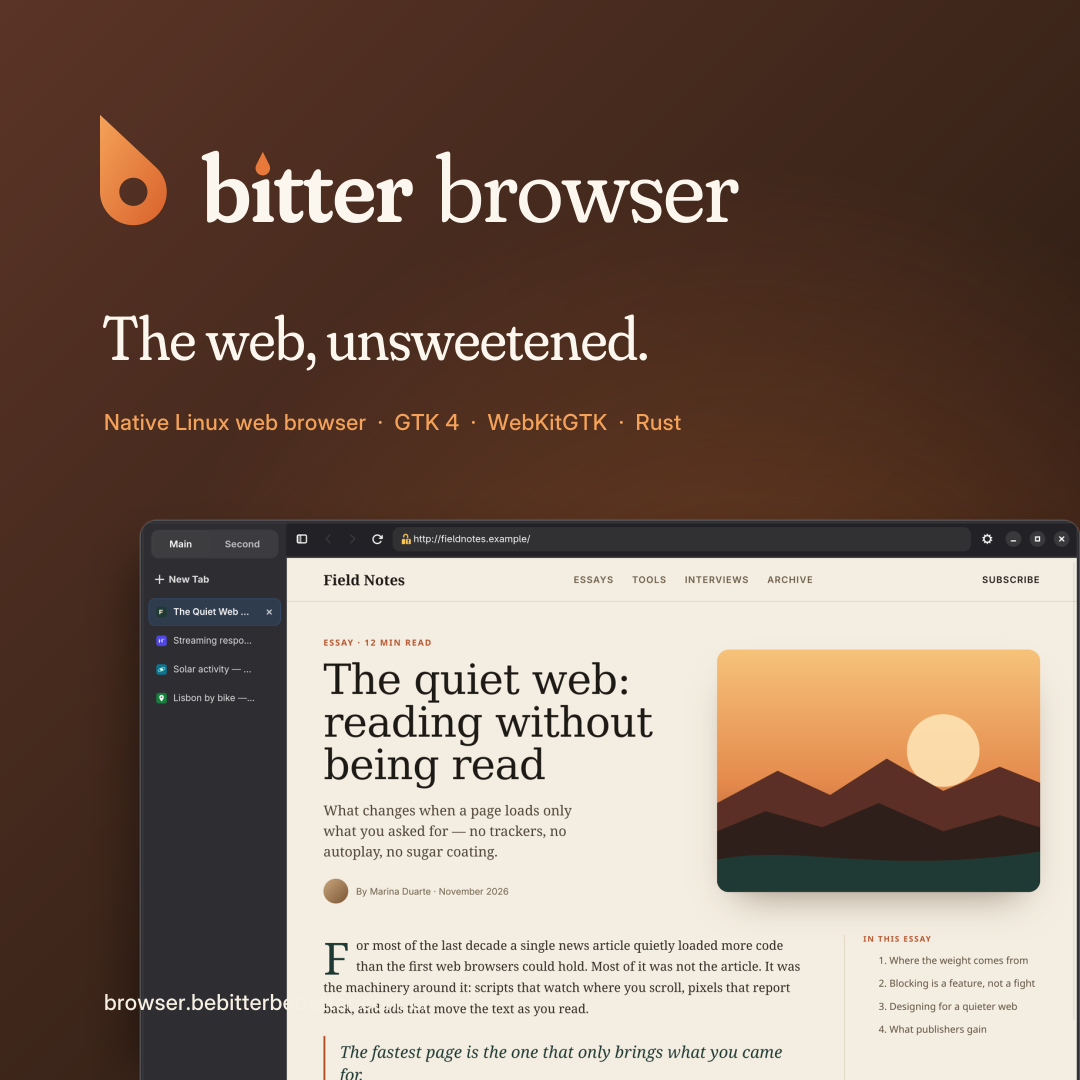 bitter browser
The web, unsweetened.
Native Linux web browser · GTK 4 · WebKitGTK · Rust
Main Second
http://fieldnotes.example/
New Tab
The Quiet Web ...
Streaming respo...
Solar activity — ...
Lisbon by bike —...
Field Notes
ESSAYS TOOLS INTERVIEWS ARCHIVE
SUBSCRIBE
ESSAY · 12 MIN READ
The quiet web:
reading without
being read
What changes when a page loads only
what you asked for — no trackers, no
autoplay, no sugar coating.
By Marina Duarte · November 2026
For most of the last decade a single news article quietly loaded more code
than the first web browsers could hold. Most of it was not the article. It was
the machinery around it: scripts that watch where you scroll, pixels that report
back, and ads that move the text as you read.
The fastest page is the one that only brings what you came
for.
IN THIS ESSAY
1. Where the weight comes from
2. Blocking is a feature, not a fight
3. Designing for a quieter web
4. What publishers gain